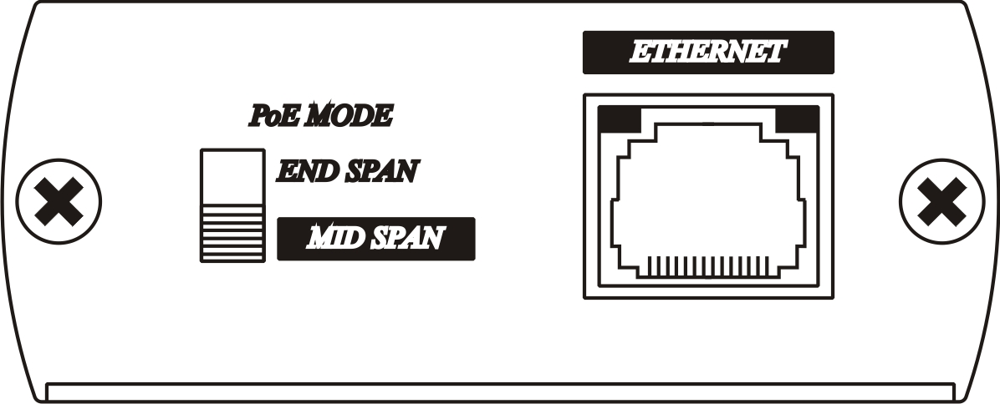 ETHERNET
PoE MODE
END SPAN
MID SPAN